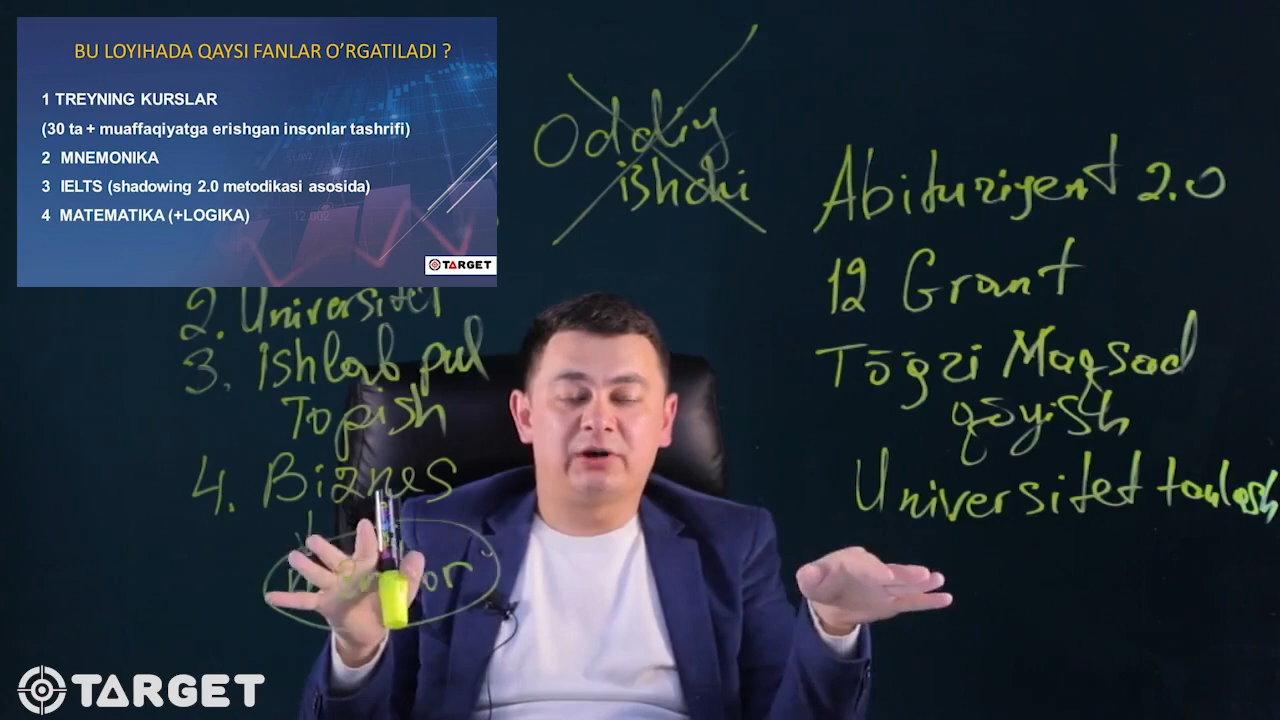 BU LOYIHADA QAYSI FANLAR O’RGATILADI ?
1 TREYNING KURSLAR
(30 ta + muaffaqiyatga erishgan insonlar tashrifi)
2 MNEMONIKA
3 IELTS (shadowing 2.0 metodikasi asosida)
4 MATEMATIKA (+LOGIKA)
TARGET
Oddiy
ishchi
2. Universitet
3. Ishlab pul
Topish
4. Biznes
Abituriyent 2.0
12 Grant
Tōḡri Maqsad
qōyish
Universitet tanlash
TARGET